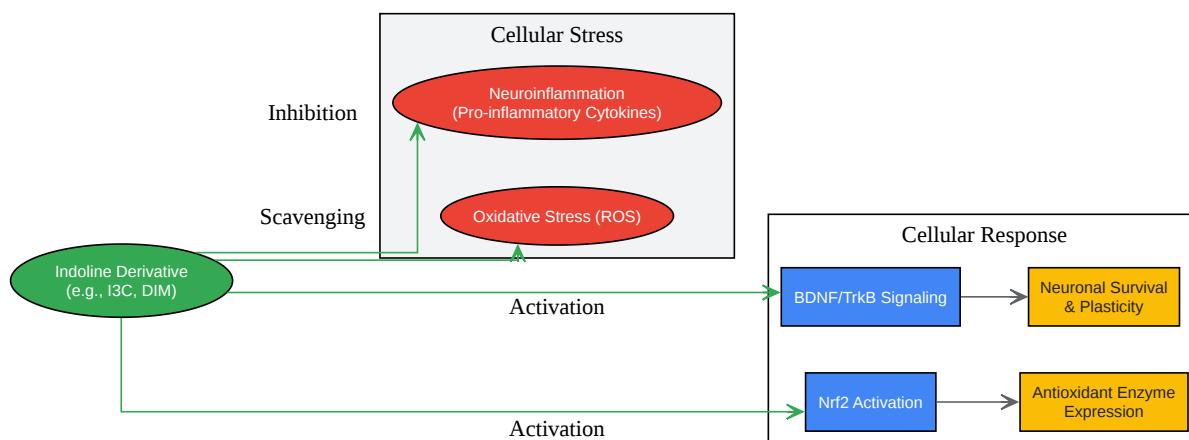 Cellular Stress
Neuroinflammation
(Pro-inflammatory Cytokines)
Inhibition
Scavenging
Oxidative Stress (ROS)
Indoline Derivative
(e.g., I3C, DIM)
Cellular Response
Activation
BDNF/TrkB Signaling
Neuronal Survival
& Plasticity
Activation
Nrf2 Activation
Antioxidant Enzyme
Expression